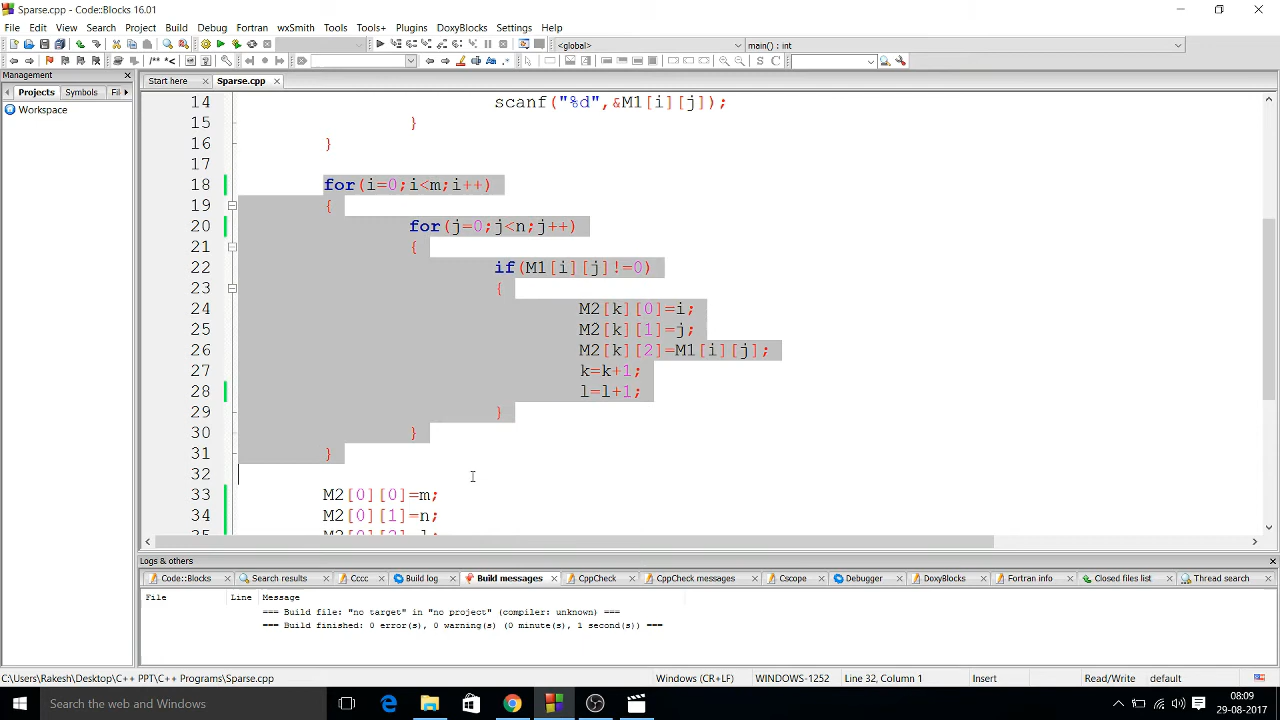 Sparse.cpp - Code::Blocks 16.01
File Edit View Search Project Build Debug Fortran wxSmith Tools Tools+ Plugins DoxyBlocks Settings Help
<global> main() : int
/** *<
S C
Management
Projects Symbols Fil
Workspace
Start here Sparse.cpp
14 scanf("%d",&M1[i][j]);
15 }
16 }
17
18 for(i=0;i<m;i++)
19 {
20 for(j=0;j<n;j++)
21 {
22 if(M1[i][j]!=0)
23 {
24 M2[k][0]=i;
25 M2[k][1]=j;
26 M2[k][2]=M1[i][j];
27 k=k+1;
28 l=l+1;
29 }
30 }
31 }
32
33 M2[0][0]=m;
34 M2[0][1]=n;
Logs & others
Code::Blocks Search results Cccc Build log Build messages CppCheck CppCheck messages Cscope Debugger DoxyBlocks Fortran info Closed files list Thread search
File Line Message
=== Build file: "no target" in "no project" (compiler: unknown) ===
=== Build finished: 0 error(s), 0 warning(s) (0 minute(s), 1 second(s)) ===
C:\Users\Rakesh\Desktop\C++ PPT\C++ Programs\Sparse.cpp Windows (CR+LF) WINDOWS-1252 Line 32, Column 1 Insert Read/Write default
Search the web and Windows
08:09
29-08-2017